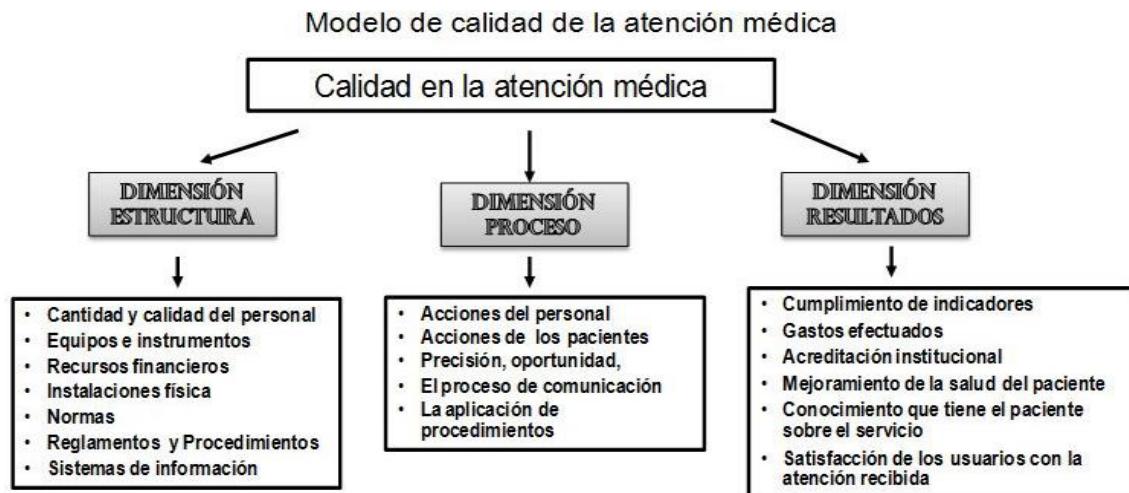 Modelo de calidad de la atención médica
Calidad en la atención médica
DIMENSIÓN
ESTRUCTURA
• Cantidad y calidad del personal
• Equipos e instrumentos
• Recursos financieros
• Instalaciones física
• Normas
• Reglamentos y Procedimientos
• Sistemas de información
DIMENSIÓN
PROCESO
• Acciones del personal
• Acciones de los pacientes
• Precisión, oportunidad,
• El proceso de comunicación
• La aplicación de
procedimientos
DIMENSIÓN
RESULTADOS
• Cumplimiento de indicadores
• Gastos efectuados
• Acreditación institucional
• Mejoramiento de la salud del paciente
• Conocimiento que tiene el paciente
sobre el servicio
• Satisfacción de los usuarios con la
atención recibida